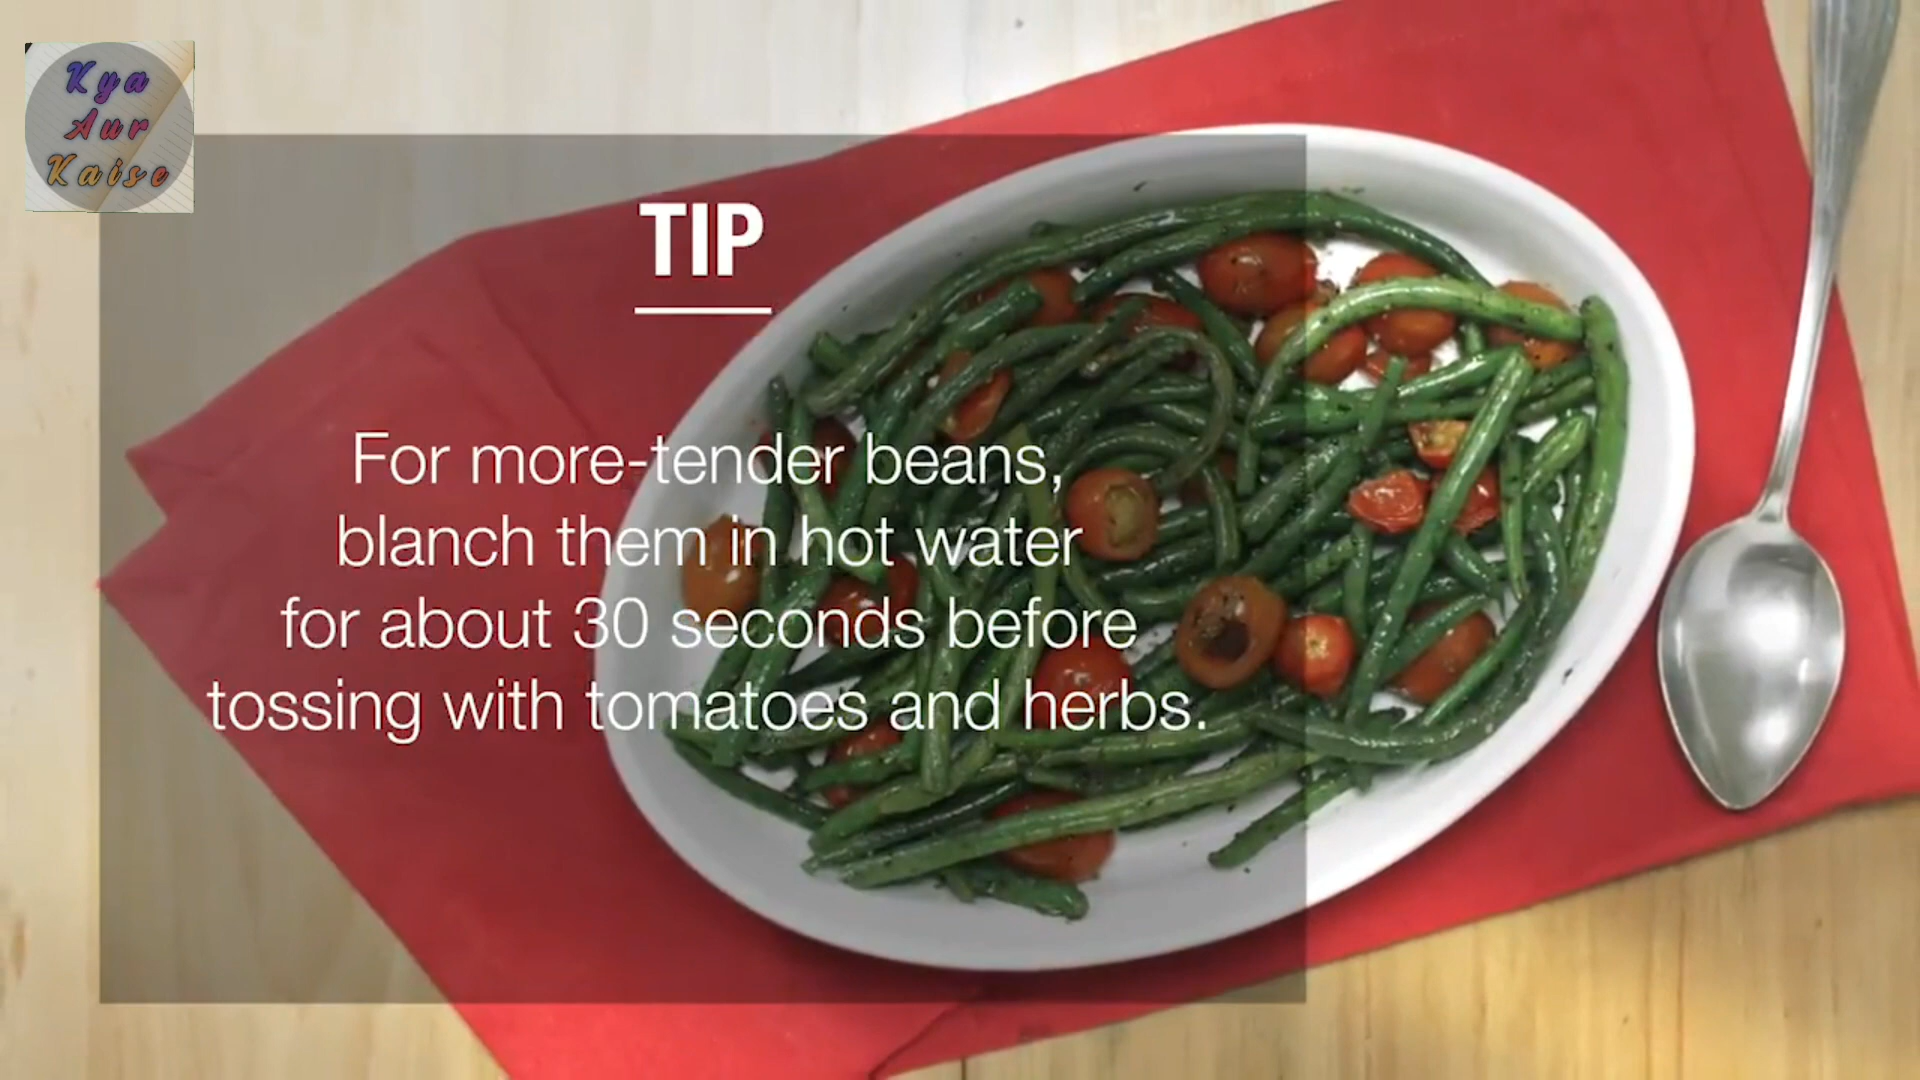 Kya
Aur
Kaise
TIP
For more-tender beans,
blanch them in hot water
for about 30 seconds before
tossing with tomatoes and herbs.